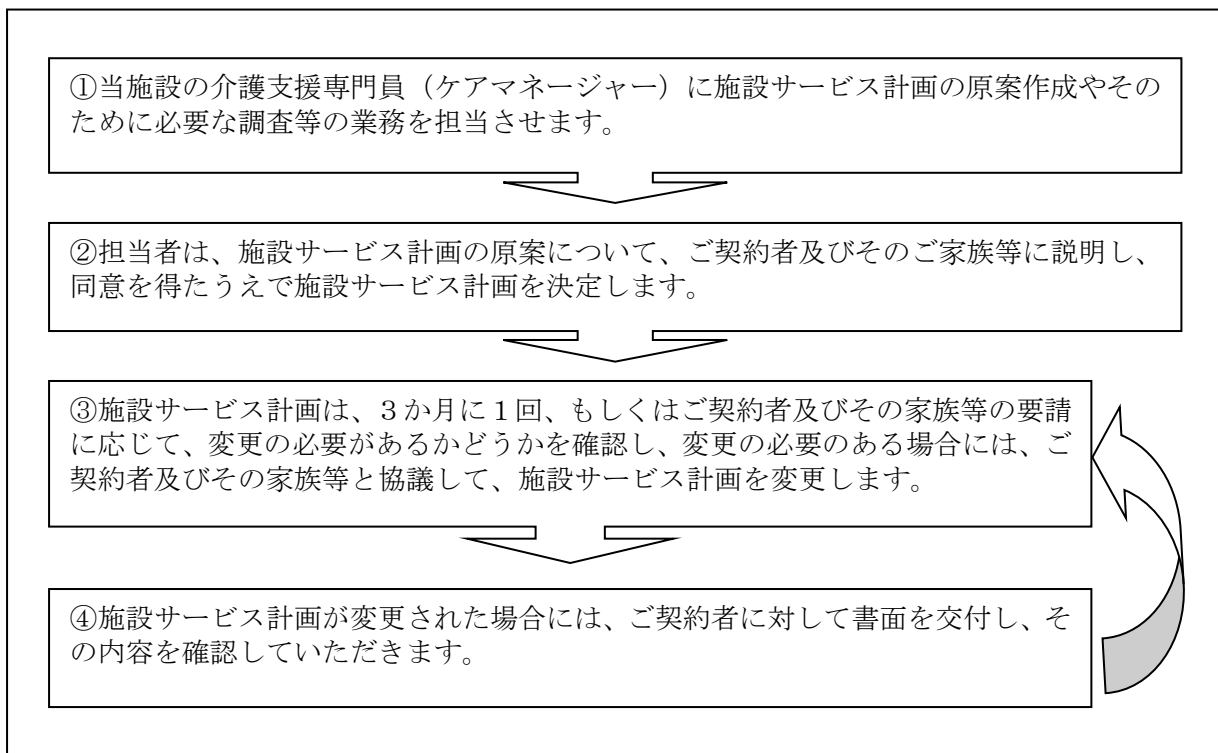 ①当施設の介護支援専門員（ケアマネージャー）に施設サービス計画の原案作成やその
ために必要な調査等の業務を担当させます。
②担当者は、施設サービス計画の原案について、ご契約者及びそのご家族等に説明し、
同意を得たうえで施設サービス計画を決定します。
③施設サービス計画は、３か月に１回、もしくはご契約者及びその家族等の要請
に応じて、変更の必要があるかどうかを確認し、変更の必要のある場合には、ご
契約者及びその家族等と協議して、施設サービス計画を変更します。
④施設サービス計画が変更された場合には、ご契約者に対して書面を交付し、そ
の内容を確認していただきます。